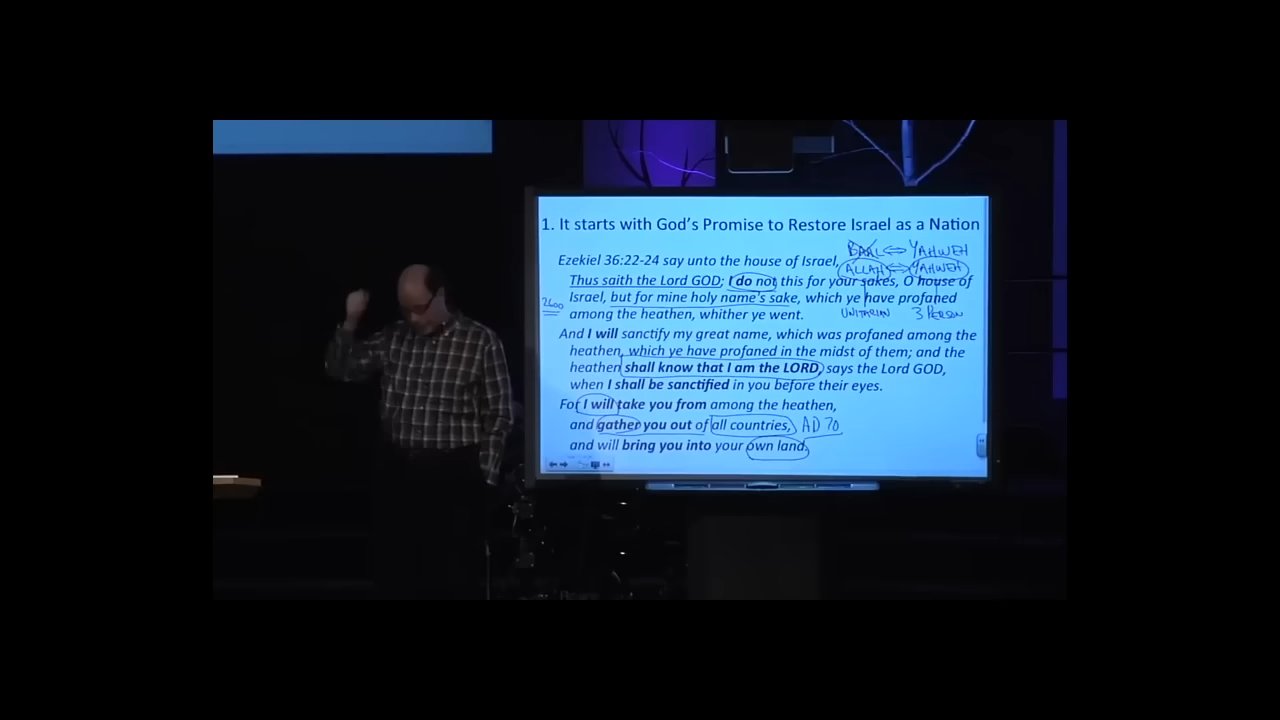 1. It starts with God's Promise to Restore Israel as a Nation
BAAL ⇔ YAHWEH
Ezekiel 36:22-24 say unto the house of Israel,
ALLAH ⇔ YAHWEH
Thus saith the Lord GOD; I do not this for your sakes, O house of
2600
Israel, but for mine holy name's sake, which ye have profaned
among the heathen, whither ye went.
UNITARIAN 3 PERSON
And I will sanctify my great name, which was profaned among the
heathen, which ye have profaned in the midst of them; and the
heathen shall know that I am the LORD, says the Lord GOD,
when I shall be sanctified in you before their eyes.
For I will take you from among the heathen,
and gather you out of all countries, AD 70
and will bring you into your own land.